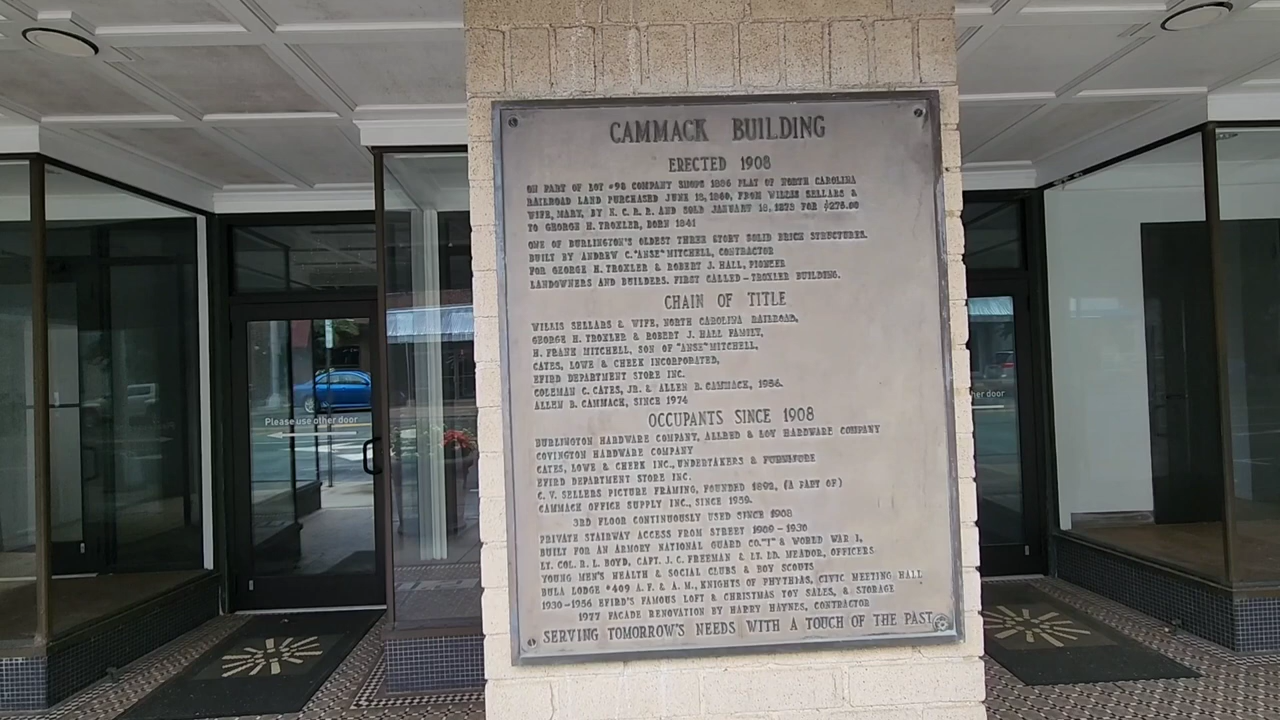 CAMMACK BUILDING
ERECTED 1908
ON PART OF LOT #98 COMPANY SHOPS 1886 PLAT OF NORTH CAROLINA
RAILROAD LAND PURCHASED JUNE 18, 1860, FROM WILLIS SELLARS &
WIFE, MARY, BY N. C. R. R. AND SOLD JANUARY 18, 1873 FOR $275.00
TO GEORGE H. TROXLER, BORN 1841
ONE OF BURLINGTON'S OLDEST THREE STORY SOLID BRICK STRUCTURES.
BUILT BY ANDREW C. "ANSE" MITCHELL, CONTRACTOR
FOR GEORGE H. TROXLER & ROBERT J. HALL, PIONEER
LANDOWNERS AND BUILDERS. FIRST CALLED - TROXLER BUILDING.
CHAIN OF TITLE
WILLIS SELLARS & WIFE, NORTH CAROLINA RAILROAD,
GEORGE H. TROXLER & ROBERT J. HALL FAMILY,
H. FRANK MITCHELL, SON OF "ANSE" MITCHELL,
CATES, LOWE & CHEEK INCORPORATED,
EFIRD DEPARTMENT STORE INC.
COLEMAN C. CATES, JR. & ALLEN B. CAMMACK, 1956.
ALLEN B. CAMMACK, SINCE 1974
OCCUPANTS SINCE 1908
BURLINGTON HARDWARE COMPANY, ALLRED & LOY HARDWARE COMPANY
COVINGTON HARDWARE COMPANY
CATES, LOWE & CHEEK INC., UNDERTAKERS & FURNITURE
EFIRD DEPARTMENT STORE INC.
C. V. SELLERS PICTURE FRAMING, FOUNDED 1892, (A PART OF)
CAMMACK OFFICE SUPPLY INC., SINCE 1959.
3RD FLOOR CONTINUOUSLY USED SINCE 1908
PRIVATE STAIRWAY ACCESS FROM STREET 1909 - 1930
BUILT FOR AN ARMORY NATIONAL GUARD CO. "I" & WORLD WAR I,
LT. COL. R. L. BOYD, CAPT. J. C. FREEMAN & LT. ED. MEADOR, OFFICERS
YOUNG MEN'S HEALTH & SOCIAL CLUBS & BOY SCOUTS
BULA LODGE #409 A. F. & A. M., KNIGHTS OF PHYTHIAS, CIVIC MEETING HALL
1930-1956 EFIRD'S FAMOUS LOFT & CHRISTMAS TOY SALES, & STORAGE
1977 FACADE RENOVATION BY HARRY HAYNES, CONTRACTOR
SERVING TOMORROW'S NEEDS WITH A TOUCH OF THE PAST
Please use other door
her door